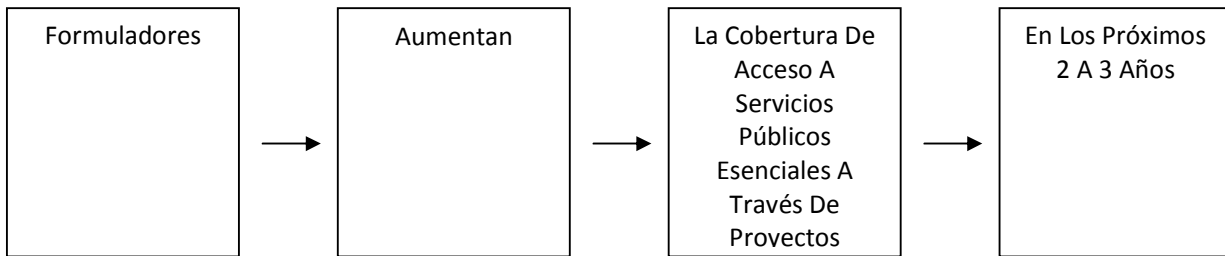 Formuladores
Aumentan
La Cobertura De
Acceso A
Servicios
Públicos
Esenciales A
Través De
Proyectos
En Los Próximos
2 A 3 Años